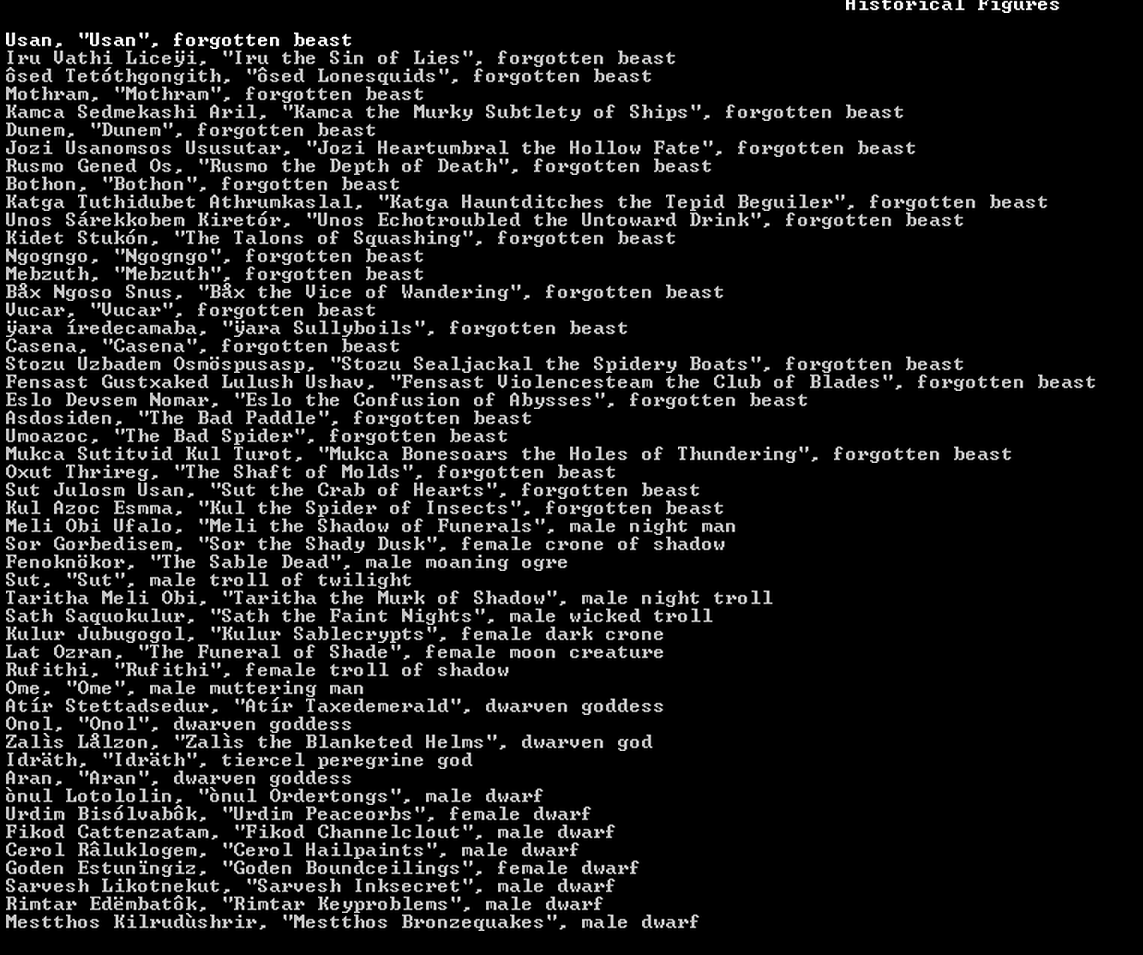 Historical Figures
Usan, "Usan", forgotten beast
Iru Vathi Liceÿi, "Iru the Sin of Lies", forgotten beast
ôsed Tetóthgongith, "ôsed Lonesquids", forgotten beast
Mothram, "Mothram", forgotten beast
Kamca Sedmekashi Aril, "Kamca the Murky Subtlety of Ships", forgotten beast
Dunem, "Dunem", forgotten beast
Jozi Usanomsos Ususutar, "Jozi Heartumbral the Hollow Fate", forgotten beast
Rusmo Gened Os, "Rusmo the Depth of Death", forgotten beast
Bothon, "Bothon", forgotten beast
Katga Tuthidubet Athrumkaslal, "Katga Hauntditches the Tepid Beguiler", forgotten beast
Unos Sárekkobem Kiretór, "Unos Echotroubled the Untoward Drink", forgotten beast
Kidet Stukón, "The Talons of Squashing", forgotten beast
Ngogngo, "Ngogngo", forgotten beast
Mebzuth, "Mebzuth", forgotten beast
Båx Ngoso Snus, "Båx the Vice of Wandering", forgotten beast
Vucar, "Vucar", forgotten beast
ÿara íredecamaba, "ÿara Sullyboils", forgotten beast
Casena, "Casena", forgotten beast
Stozu Uzbadem Osmöspusasp, "Stozu Sealjackal the Spidery Boats", forgotten beast
Fensast Gustxaked Lulush Ushav, "Fensast Violencesteam the Club of Blades", forgotten beast
Eslo Devsem Nomar, "Eslo the Confusion of Abysses", forgotten beast
Asdosiden, "The Bad Paddle", forgotten beast
Umoazoc, "The Bad Spider", forgotten beast
Mukca Sutitvid Kul Turot, "Mukca Bonesoars the Holes of Thundering", forgotten beast
Oxut Thrireg, "The Shaft of Molds", forgotten beast
Sut Julosm Usan, "Sut the Crab of Hearts", forgotten beast
Kul Azoc Esmma, "Kul the Spider of Insects", forgotten beast
Meli Obi Ufalo, "Meli the Shadow of Funerals", male night man
Sor Gorbedisem, "Sor the Shady Dusk", female crone of shadow
Fenoknökor, "The Sable Dead", male moaning ogre
Sut, "Sut", male troll of twilight
Taritha Meli Obi, "Taritha the Murk of Shadow", male night troll
Sath Saquokulur, "Sath the Faint Nights", male wicked troll
Kulur Jubugogol, "Kulur Sablecrypts", female dark crone
Lat Ozran, "The Funeral of Shade", female moon creature
Rufithi, "Rufithi", female troll of shadow
Ome, "Ome", male muttering man
Atír Stettadsedur, "Atír Taxedemerald", dwarven goddess
Onol, "Onol", dwarven goddess
Zalìs Lålzon, "Zalìs the Blanketed Helms", dwarven god
Idräth, "Idräth", tiercel peregrine god
Aran, "Aran", dwarven goddess
ònul Lotololin, "ònul Ordertongs", male dwarf
Urdim Bisólvabôk, "Urdim Peaceorbs", female dwarf
Fikod Cattenzatam, "Fikod Channelclout", male dwarf
Cerol Râluklogem, "Cerol Hailpaints", male dwarf
Goden Estunïngiz, "Goden Boundceilings", female dwarf
Sarvesh Likotnekut, "Sarvesh Inksecret", male dwarf
Rimtar Edëmbatôk, "Rimtar Keyproblems", male dwarf
Mestthos Kilrudùshrir, "Mestthos Bronzequakes", male dwarf